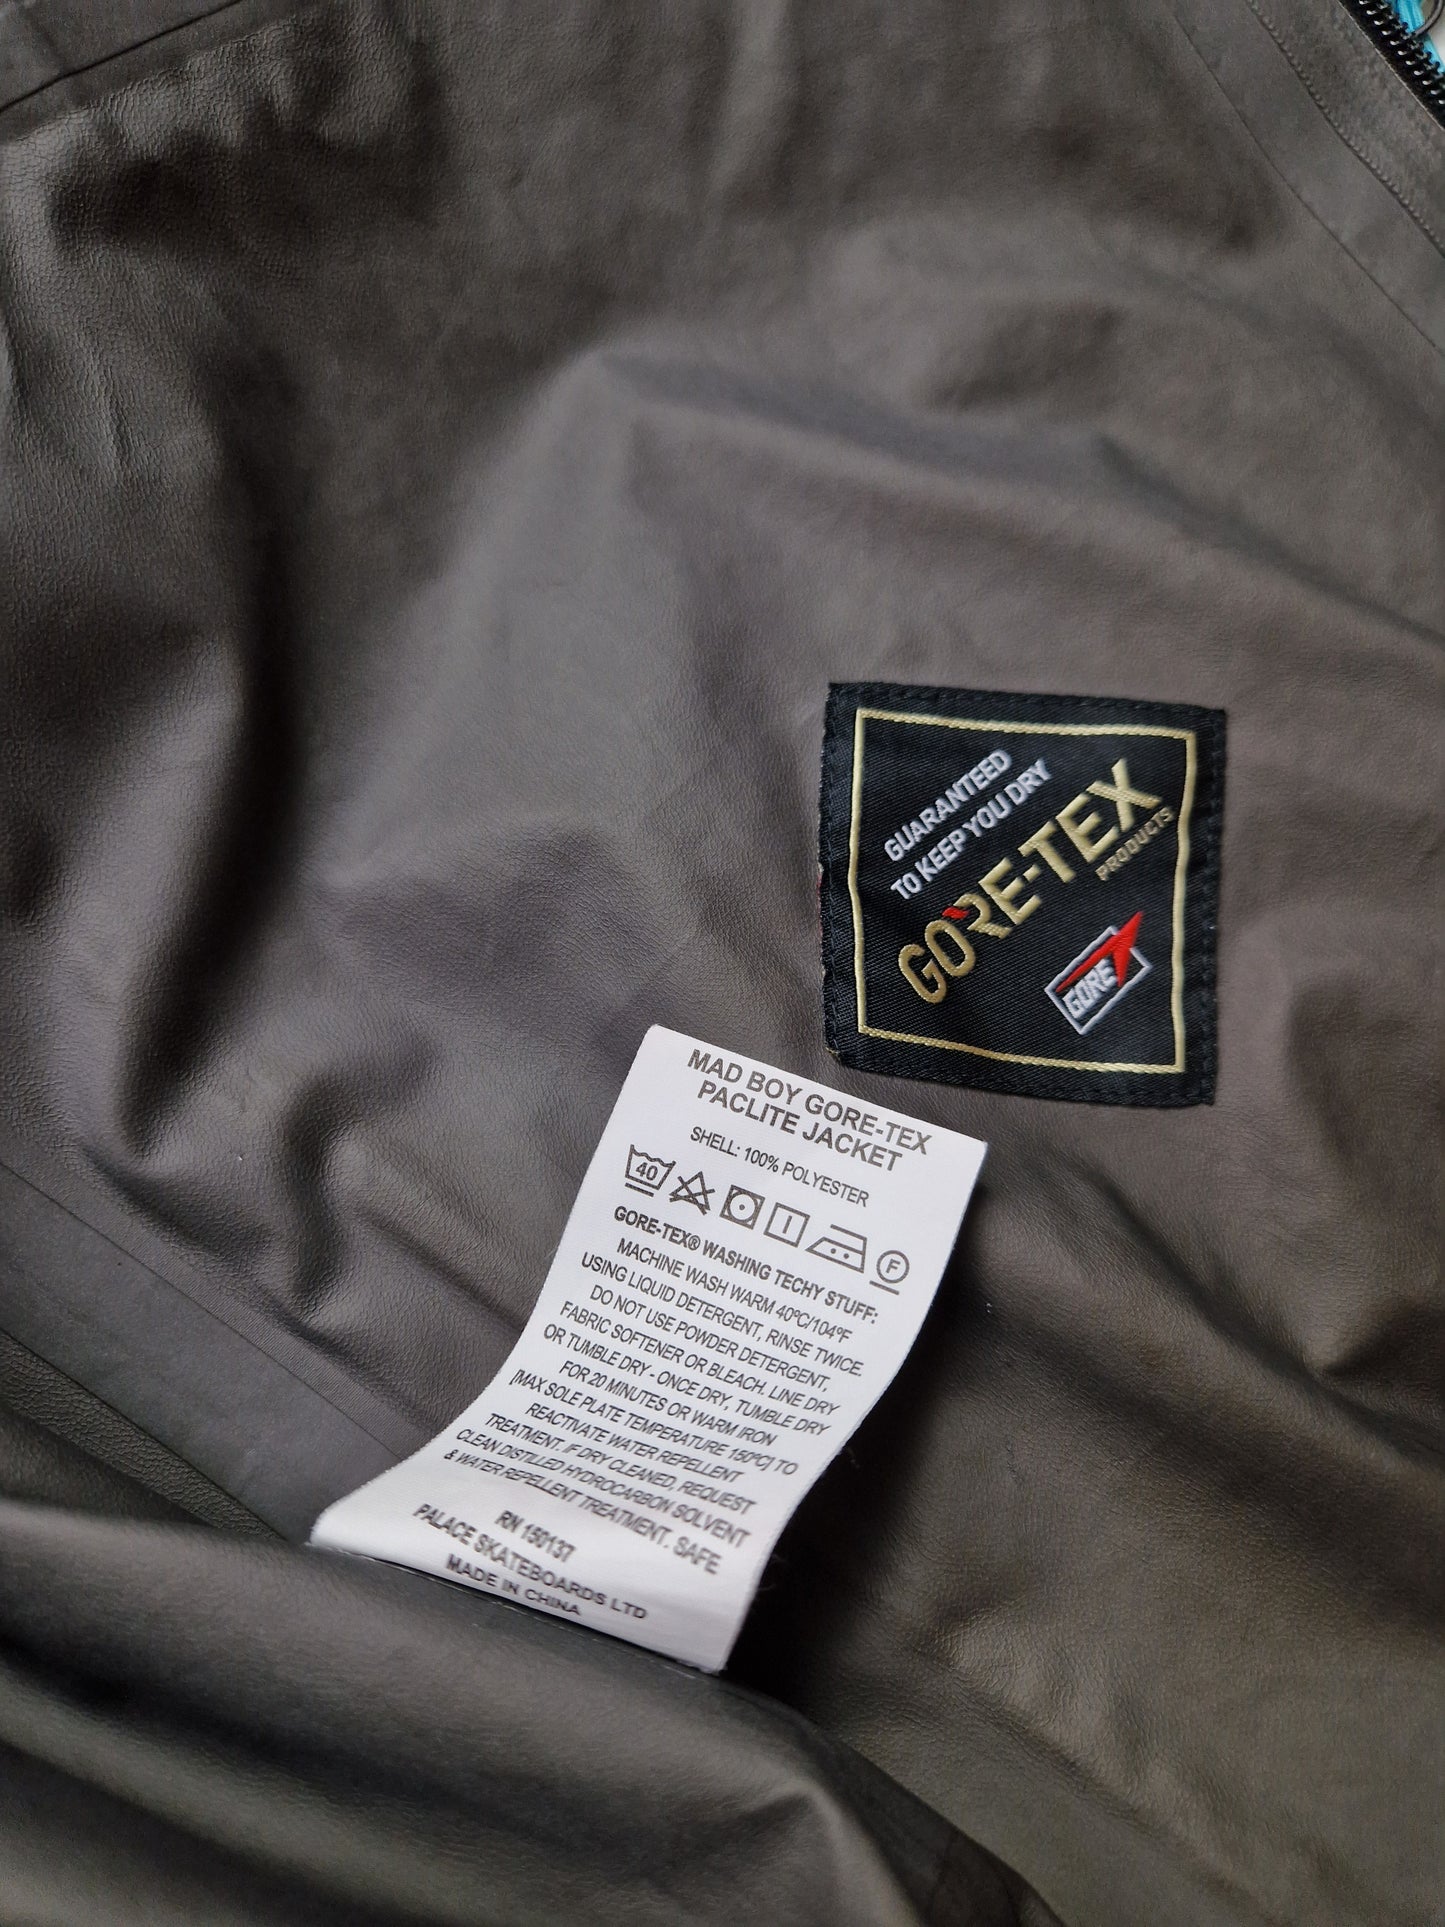 GUARANTEED
TO KEEP YOU DRY
GORE-TEX
PRODUCTS
GORE
MAD BOY GORE-TEX
PACLITE JACKET
SHELL: 100% POLYESTER
40
F
GORE-TEX® WASHING TECHY STUFF:
MACHINE WASH WARM 40ºC/104ºF
USING LIQUID DETERGENT, RINSE TWICE.
DO NOT USE POWDER DETERGENT,
FABRIC SOFTENER OR BLEACH. LINE DRY
OR TUMBLE DRY - ONCE DRY, TUMBLE DRY
FOR 20 MINUTES OR WARM IRON
[MAX SOLE PLATE TEMPERATURE 150ºC] TO
REACTIVATE WATER REPELLENT
TREATMENT. IF DRY CLEANED, REQUEST
CLEAN DISTILLED HYDROCARBON SOLVENT
& WATER REPELLENT TREATMENT. SAFE
RN 150137
PALACE SKATEBOARDS LTD
MADE IN CHINA